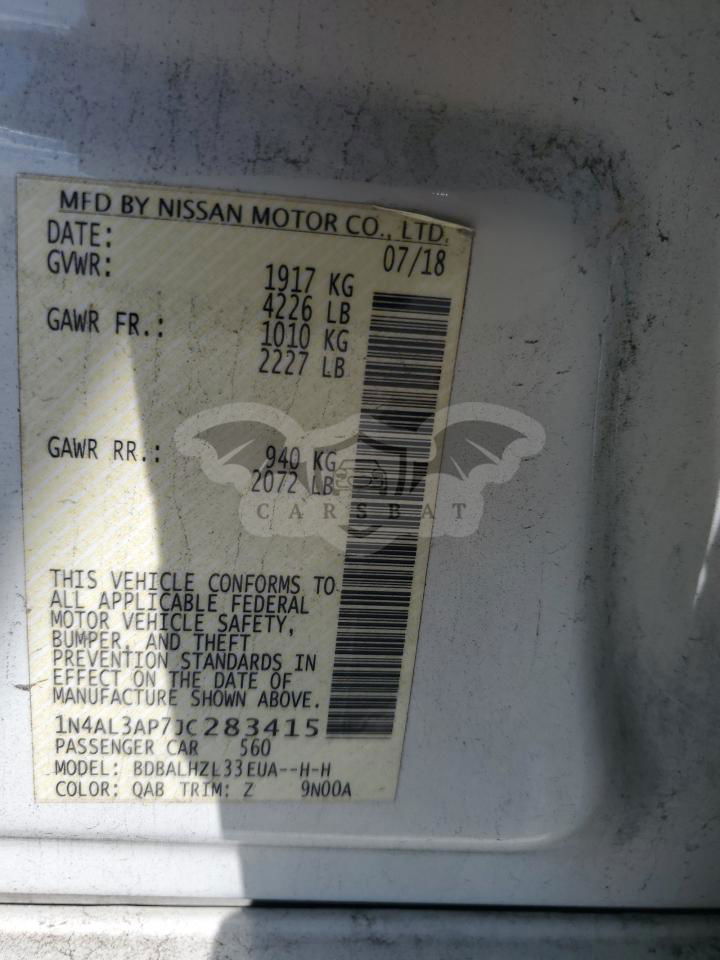 MFD BY NISSAN MOTOR CO., LTD.
DATE: 07/18
GVWR: 1917 KG
4226 LB
GAWR FR.: 1010 KG
2227 LB
GAWR RR.: 940 KG
2072 LB
CARSBAT
THIS VEHICLE CONFORMS TO
ALL APPLICABLE FEDERAL
MOTOR VEHICLE SAFETY,
BUMPER, AND THEFT
PREVENTION STANDARDS IN
EFFECT ON THE DATE OF
MANUFACTURE SHOWN ABOVE.
1N4AL3AP7JC283415
PASSENGER CAR 560
MODEL: BDBALHZL33EUA--H-H
COLOR: QAB TRIM: Z 9N00A